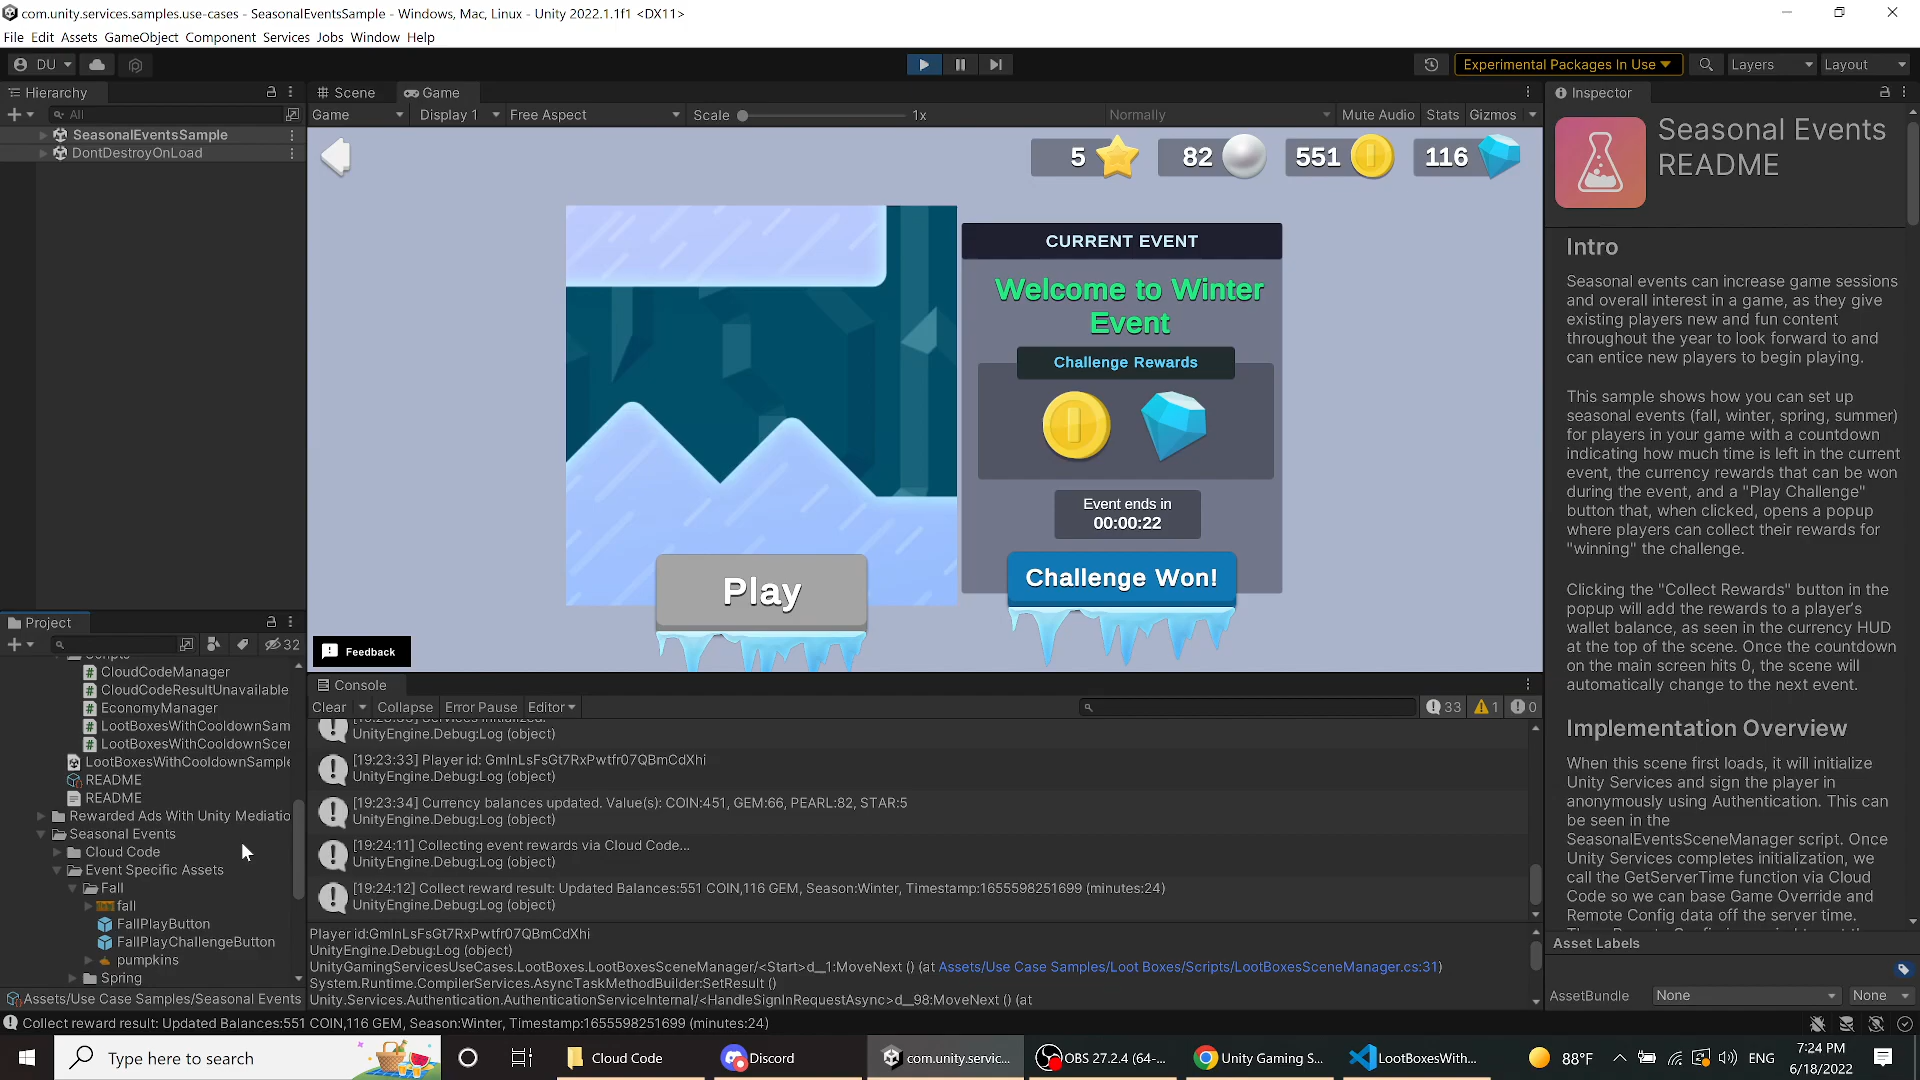 com.unity.services.samples.use-cases - SeasonalEventsSample - Windows, Mac, Linux - Unity 2022.1.1f1 <DX11>
File Edit Assets GameObject Component Services Jobs Window Help
DU
Experimental Packages In Use
Layers
Layout
Hierarchy
All
SeasonalEventsSample
DontDestroyOnLoad
Scene
Game
Game
Display 1
Free Aspect
Scale
1x
Normally
Mute Audio
Stats
Gizmos
5
82
551
116
CURRENT EVENT
Welcome to Winter
Event
Challenge Rewards
Event ends in
00:00:22
Challenge Won!
Play
Feedback
Inspector
Seasonal Events
README
Intro
Seasonal events can increase game sessions
and overall interest in a game, as they give
existing players new and fun content
throughout the year to look forward to and
can entice new players to begin playing.
This sample shows how you can set up
seasonal events (fall, winter, spring, summer)
for players in your game with a countdown
indicating how much time is left in the current
event, the currency rewards that can be won
during the event, and a "Play Challenge"
button that, when clicked, opens a popup
where players can collect their rewards for
"winning" the challenge.
Clicking the "Collect Rewards" button in the
popup will add the rewards to a player's
wallet balance, as seen in the currency HUD
at the top of the scene. Once the countdown
on the main screen hits 0, the scene will
automatically change to the next event.
Implementation Overview
When this scene first loads, it will initialize
Unity Services and sign the player in
anonymously using Authentication. This can
be seen in the
SeasonalEventsSceneManager script. Once
Unity Services completes initialization, we
call the GetServerTime function via Cloud
Code so we can base Game Override and
Remote Config data off the server time.
Asset Labels
AssetBundle
None
None
Project
32
Scripts
CloudCodeManager
CloudCodeResultUnavailable
EconomyManager
LootBoxesWithCooldownSam
LootBoxesWithCooldownScer
LootBoxesWithCooldownSample
README
README
Rewarded Ads With Unity Mediatio
Seasonal Events
Cloud Code
Event Specific Assets
Fall
fall
FallPlayButton
FallPlayChallengeButton
pumpkins
Spring
Assets/Use Case Samples/Seasonal Events
Console
Clear
Collapse
Error Pause
Editor
33
1
0
UnityEngine.Debug:Log (object)
[19:23:33] Player id: GmInLsFsGt7RxPwtfr07QBmCdXhi
UnityEngine.Debug:Log (object)
[19:23:34] Currency balances updated. Value(s): COIN:451, GEM:66, PEARL:82, STAR:5
UnityEngine.Debug:Log (object)
[19:24:11] Collecting event rewards via Cloud Code...
UnityEngine.Debug:Log (object)
[19:24:12] Collect reward result: Updated Balances:551 COIN,116 GEM, Season:Winter, Timestamp:1655598251699 (minutes:24)
UnityEngine.Debug:Log (object)
Player id:GmInLsFsGt7RxPwtfr07QBmCdXhi
UnityEngine.Debug:Log (object)
UnityGamingServicesUseCases.LootBoxes.LootBoxesSceneManager/<Start>d__1:MoveNext () (at Assets/Use Case Samples/Loot Boxes/Scripts/LootBoxesSceneManager.cs:31)
System.Runtime.CompilerServices.AsyncTaskMethodBuilder:SetResult ()
Unity.Services.Authentication.AuthenticationServiceInternal/<HandleSignInRequestAsync>d__98:MoveNext () (at
Collect reward result: Updated Balances:551 COIN,116 GEM, Season:Winter, Timestamp:1655598251699 (minutes:24)
Type here to search
Cloud Code
Discord
com.unity.servic...
OBS 27.2.4 (64-...
Unity Gaming S...
LootBoxesWith...
88°F
ENG
7:24 PM
6/18/2022